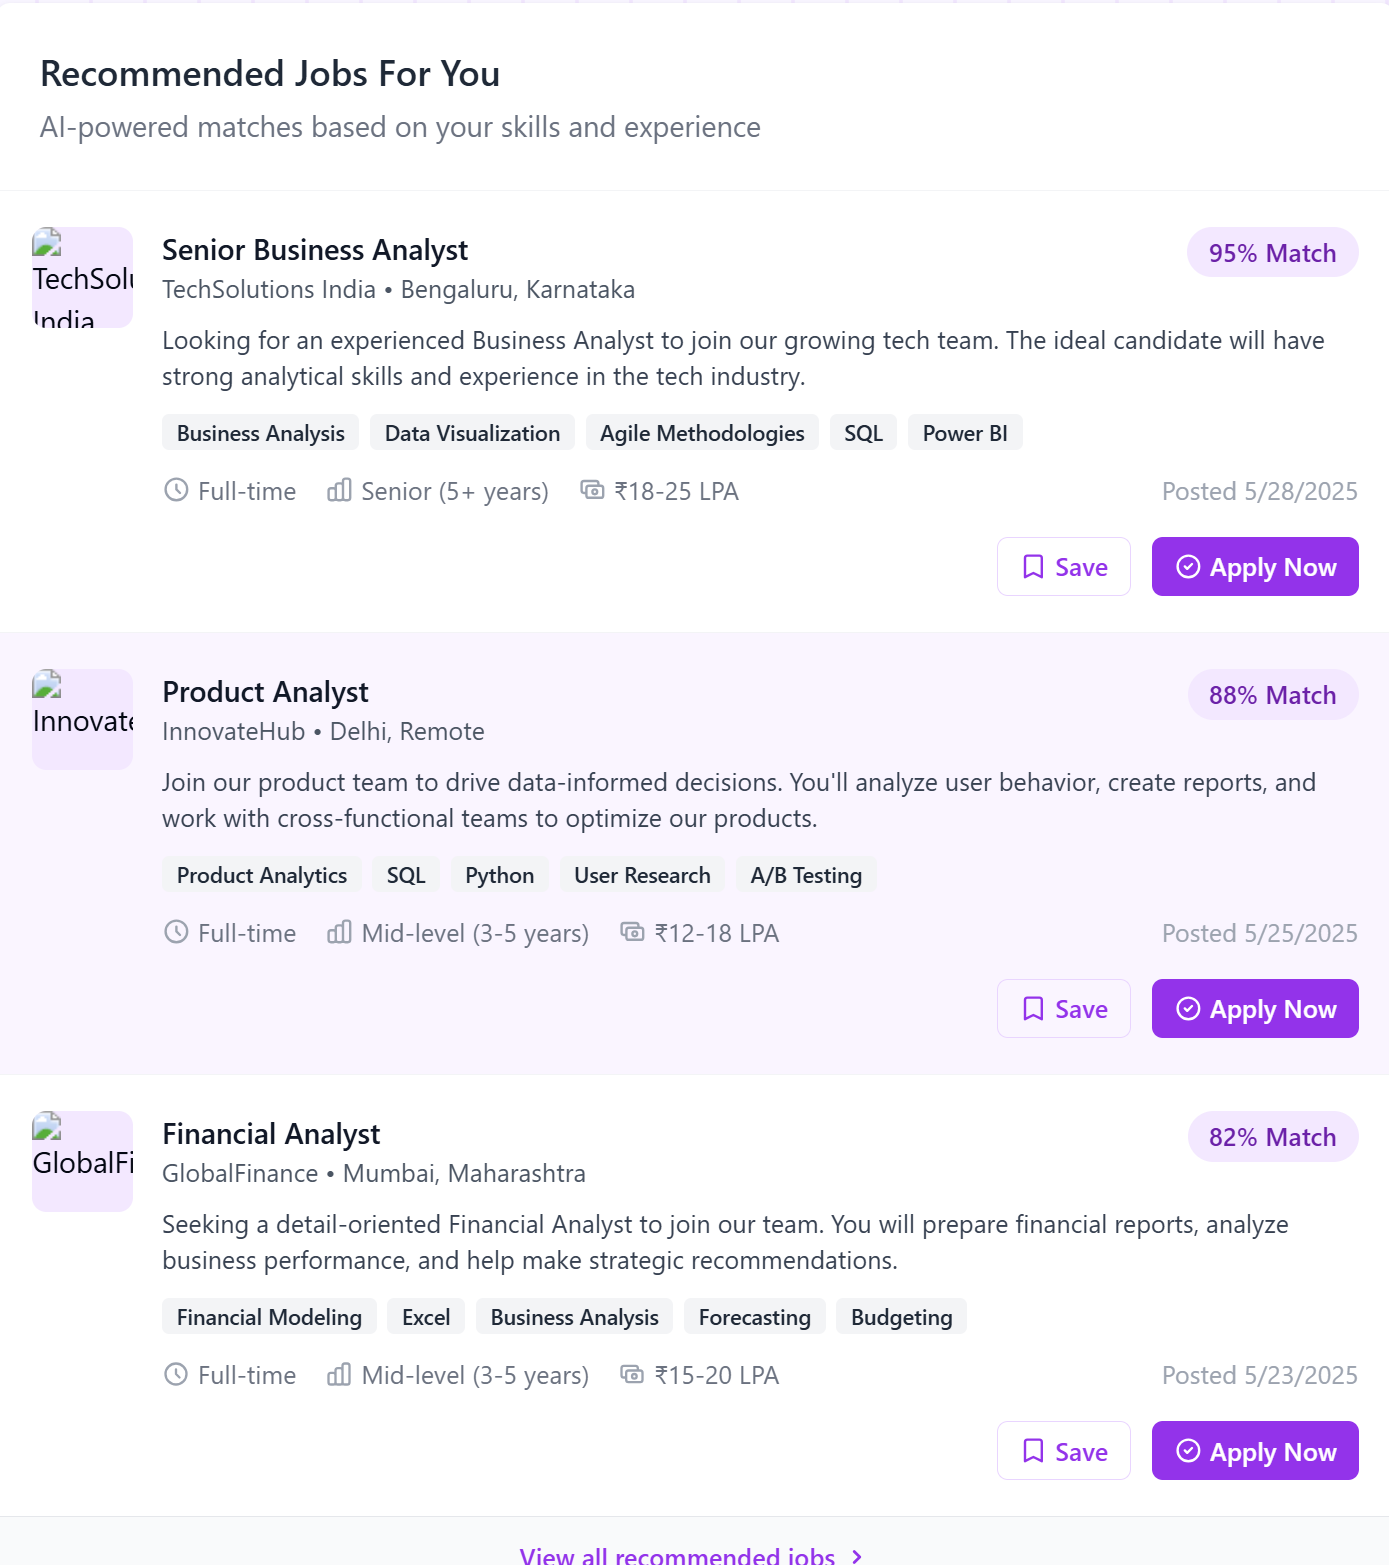 Recommended Jobs For You
AI-powered matches based on your skills and experience
TechSolu
India
Senior Business Analyst
95% Match
TechSolutions India • Bengaluru, Karnataka
Looking for an experienced Business Analyst to join our growing tech team. The ideal candidate will have
strong analytical skills and experience in the tech industry.
Business Analysis Data Visualization Agile Methodologies SQL Power BI
Full-time Senior (5+ years) ₹18-25 LPA Posted 5/28/2025
Save Apply Now
Innovate
Product Analyst
88% Match
InnovateHub • Delhi, Remote
Join our product team to drive data-informed decisions. You'll analyze user behavior, create reports, and
work with cross-functional teams to optimize our products.
Product Analytics SQL Python User Research A/B Testing
Full-time Mid-level (3-5 years) ₹12-18 LPA Posted 5/25/2025
Save Apply Now
GlobalFi
Financial Analyst
82% Match
GlobalFinance • Mumbai, Maharashtra
Seeking a detail-oriented Financial Analyst to join our team. You will prepare financial reports, analyze
business performance, and help make strategic recommendations.
Financial Modeling Excel Business Analysis Forecasting Budgeting
Full-time Mid-level (3-5 years) ₹15-20 LPA Posted 5/23/2025
Save Apply Now
View all recommended jobs